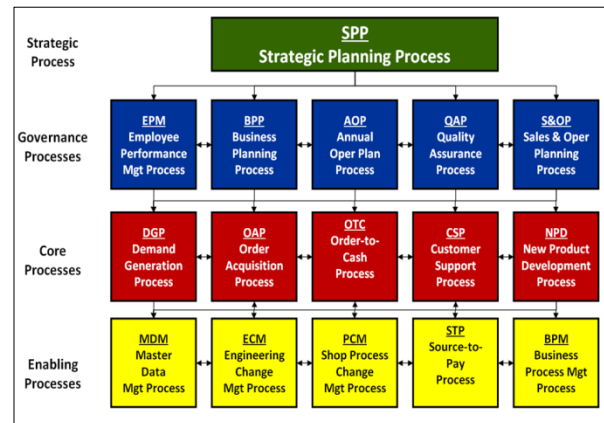 Strategic
Process
SPP
Strategic Planning Process
Governance
Processes
EPM
Employee
Performance
Mgt Process
BPP
Business
Planning
Process
AOP
Annual
Oper Plan
Process
QAP
Quality
Assurance
Process
S&OP
Sales & Oper
Planning
Process
Core
Processes
DGP
Demand
Generation
Process
OAP
Order
Acquisition
Process
OTC
Order-to-
Cash
Process
CSP
Customer
Support
Process
NPD
New Product
Development
Process
Enabling
Processes
MDM
Master
Data
Mgt Process
ECM
Engineering
Change
Mgt Process
PCM
Shop Process
Change
Mgt Process
STP
Source-to-
Pay
Process
BPM
Business
Process Mgt
Process